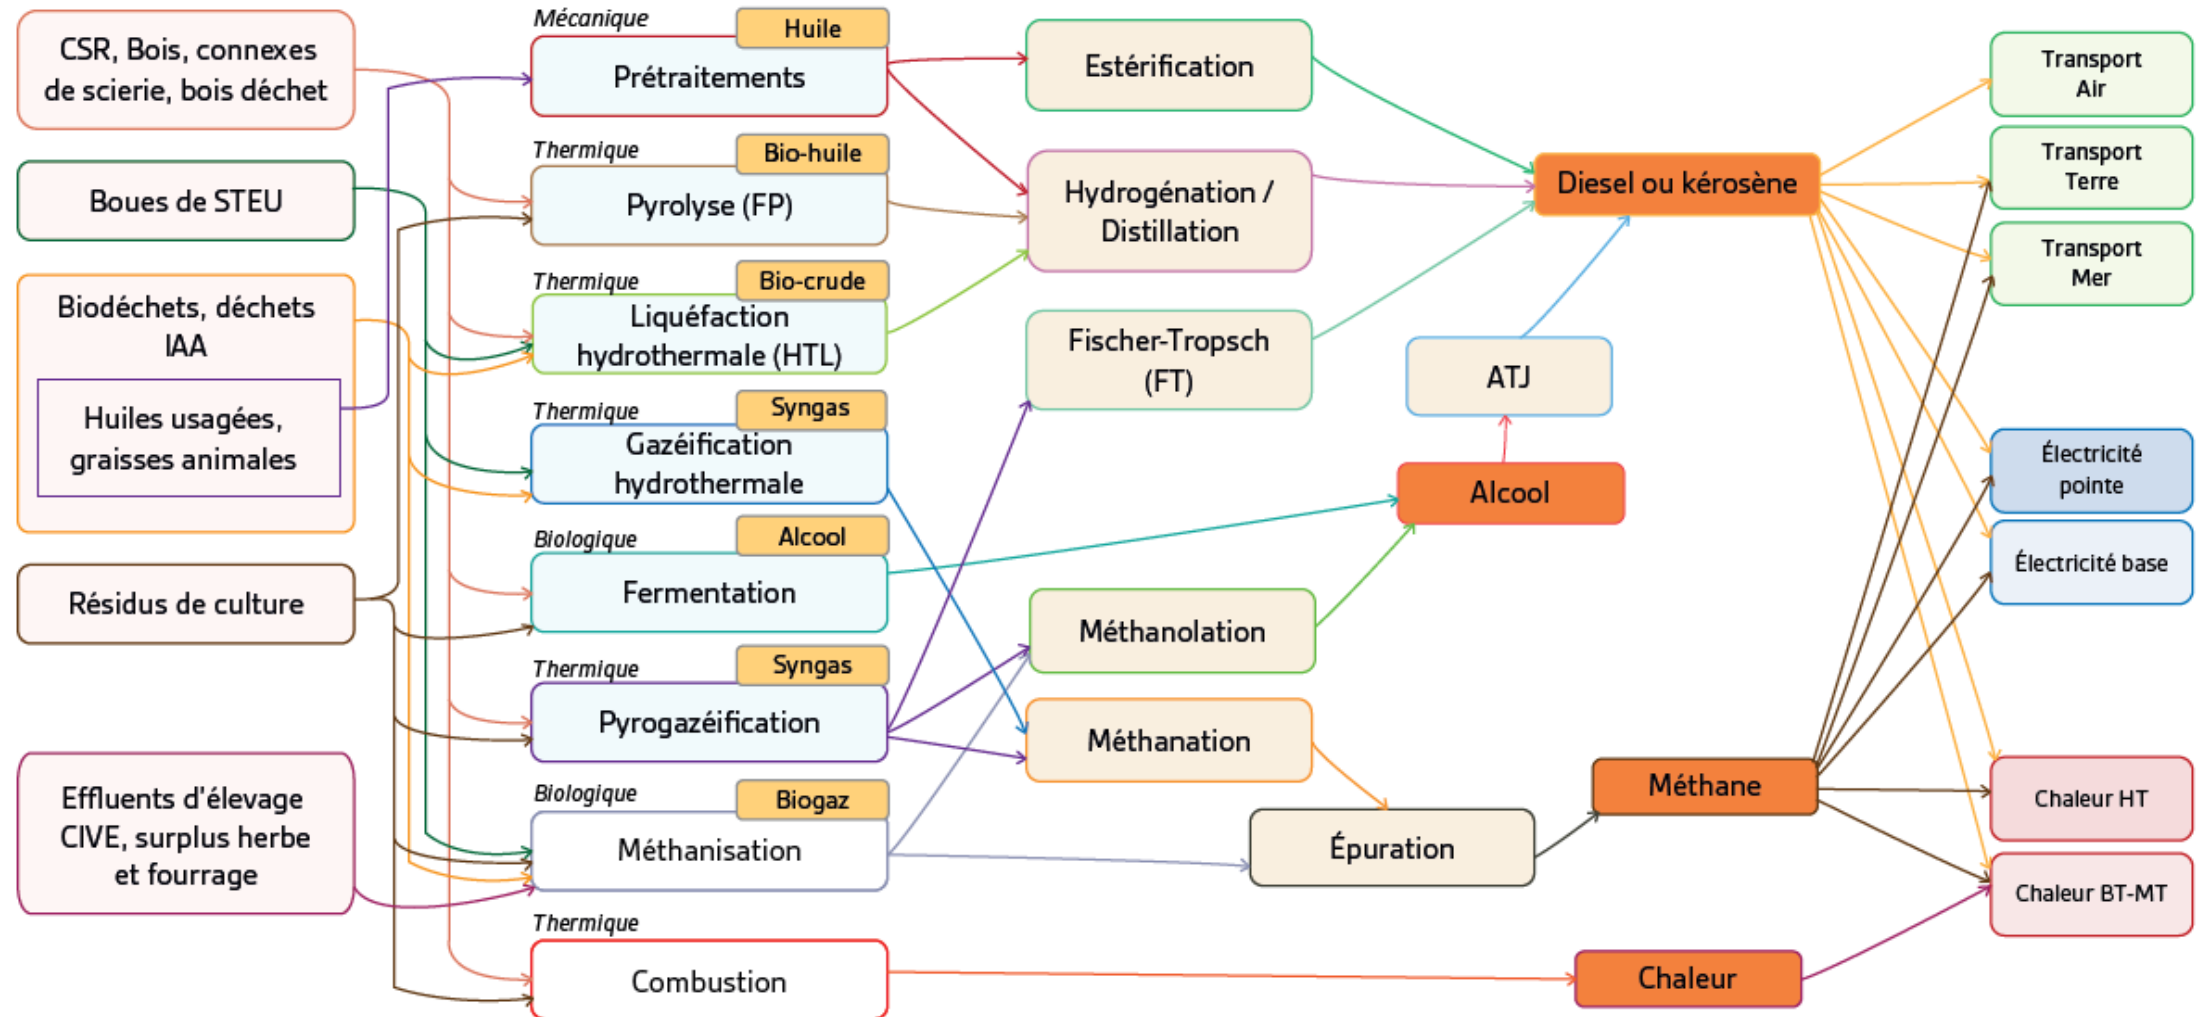 CSR, Bois, connexes
de scierie, bois déchet
Boues de STEU
Biodéchets, déchets
IAA
Huiles usagées,
graisses animales
Résidus de culture
Effluents d'élevage
CIVE, surplus herbe
et fourrage
Mécanique
Huile
Prétraitements
Thermique
Bio-huile
Pyrolyse (FP)
Thermique
Bio-crude
Liquéfaction
hydrothermale (HTL)
Thermique
Syngas
Gazéification
hydrothermale
Biologique
Alcool
Fermentation
Thermique
Syngas
Pyrogazéification
Biologique
Biogaz
Méthanisation
Thermique
Combustion
Estérification
Hydrogénation /
Distillation
Fischer-Tropsch
(FT)
Méthanolation
Méthanation
Épuration
ATJ
Alcool
Diesel ou kérosène
Méthane
Chaleur
Transport
Air
Transport
Terre
Transport
Mer
Électricité
pointe
Électricité base
Chaleur HT
Chaleur BT-MT